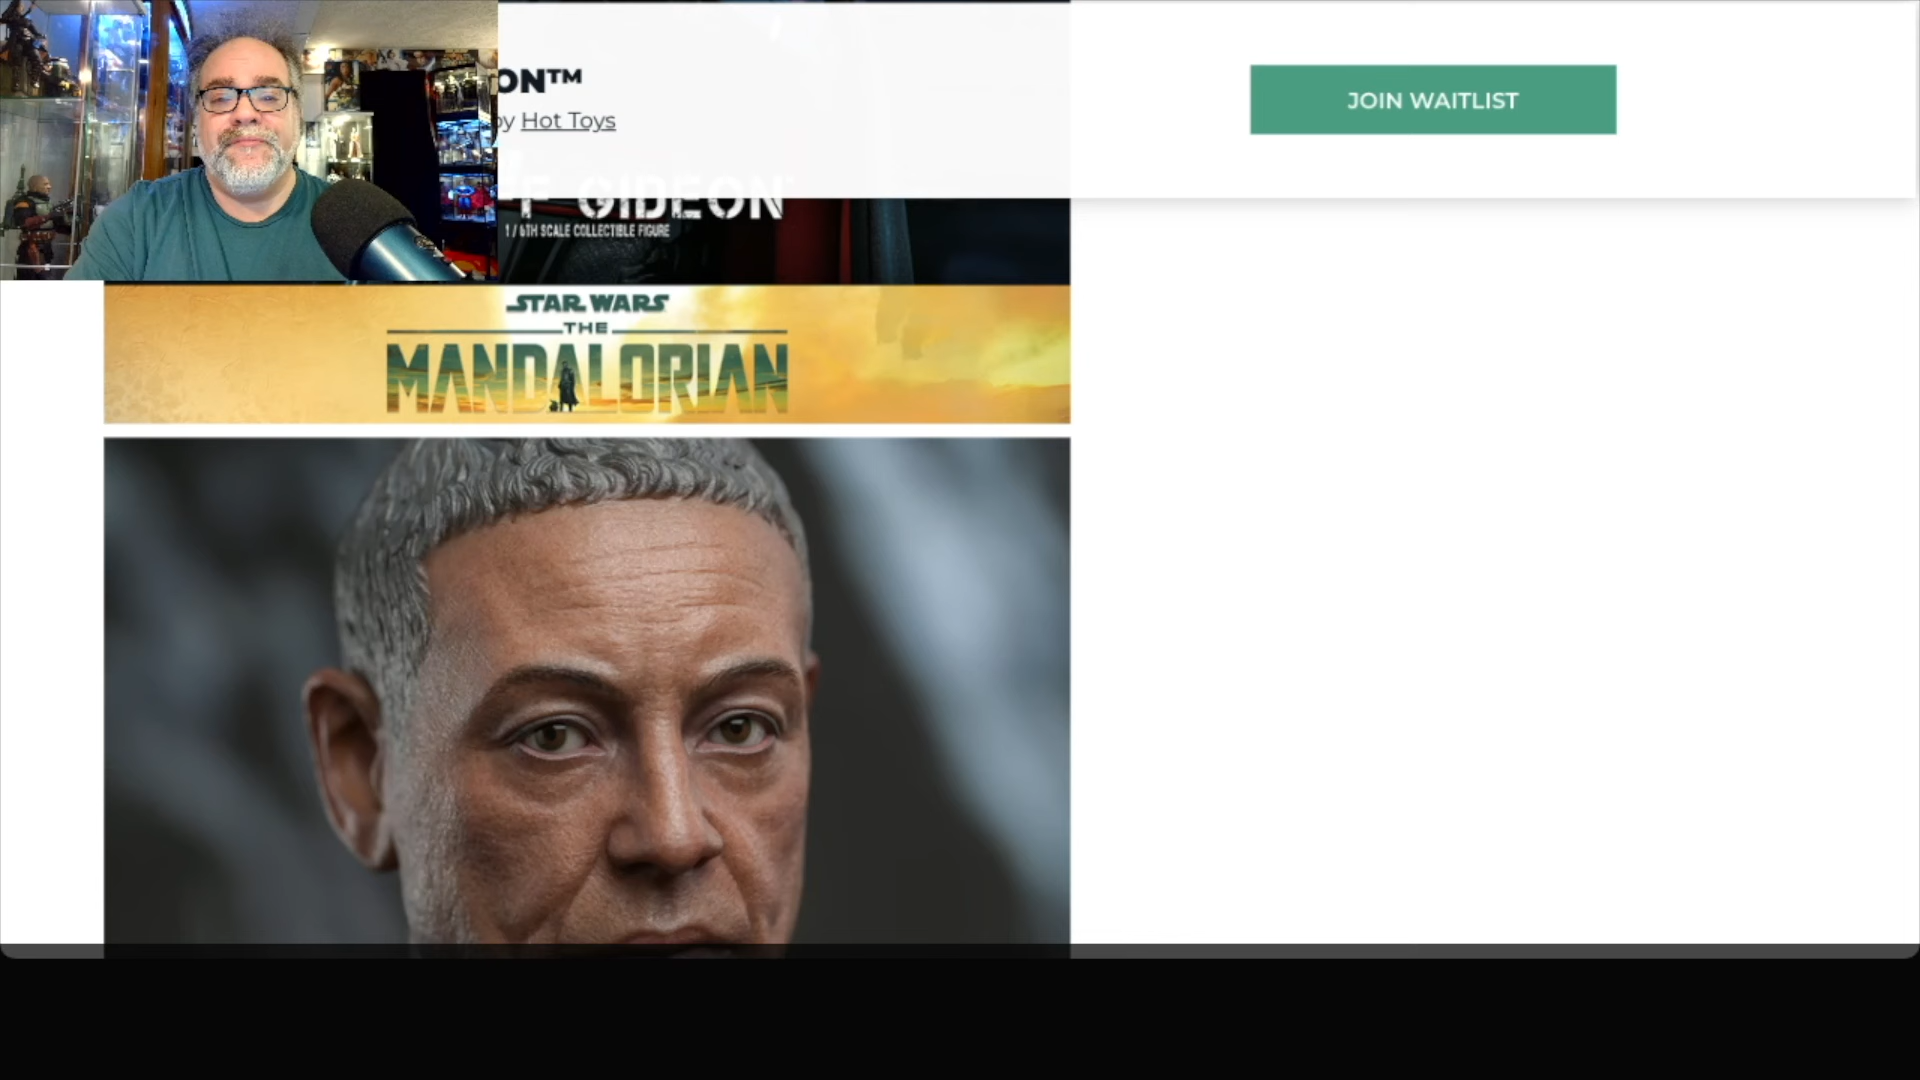 ON™
by Hot Toys
JOIN WAITLIST
GIDEON
1/6TH SCALE COLLECTIBLE FIGURE
STAR WARS
THE
MANDALORIAN